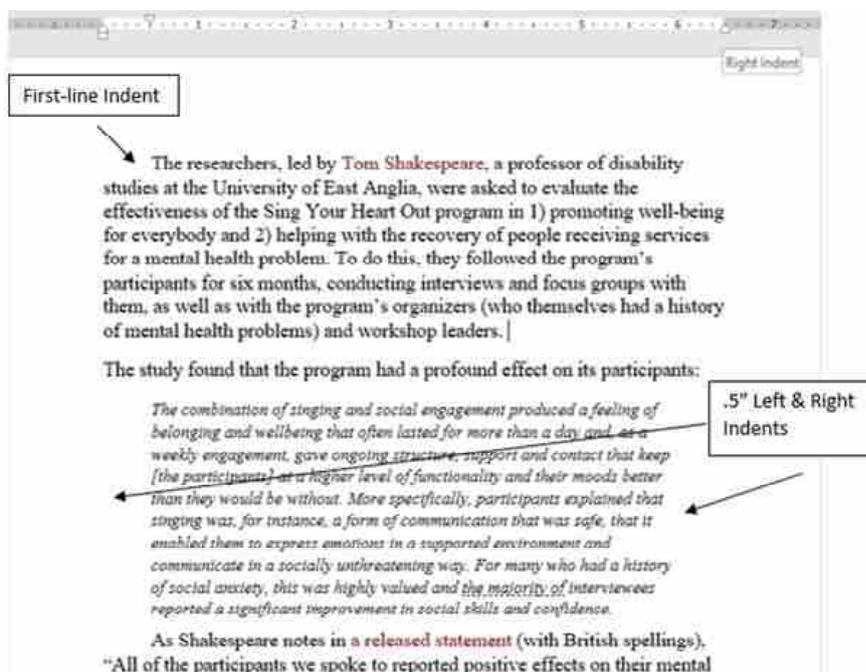 1 2 3 4 5 6 7
Right Indent
First-line Indent
The researchers, led by Tom Shakespeare, a professor of disability
studies at the University of East Anglia, were asked to evaluate the
effectiveness of the Sing Your Heart Out program in 1) promoting well-being
for everybody and 2) helping with the recovery of people receiving services
for a mental health problem. To do this, they followed the program’s
participants for six months, conducting interviews and focus groups with
them, as well as with the program’s organizers (who themselves had a history
of mental health problems) and workshop leaders.
The study found that the program had a profound effect on its participants:
.5” Left & Right
Indents
The combination of singing and social engagement produced a feeling of
belonging and wellbeing that often lasted for more than a day and, as a
weekly engagement, gave ongoing structure, support and contact that keep
[the participants] at a higher level of functionality and their moods better
than they would be without. More specifically, participants explained that
singing was, for instance, a form of communication that was safe, that it
enabled them to express emotions in a supported environment and
communicate in a socially unthreatening way. For many who had a history
of social anxiety, this was highly valued and the majority of interviewees
reported a significant improvement in social skills and confidence.
As Shakespeare notes in a released statement (with British spellings),
“All of the participants we spoke to reported positive effects on their mental